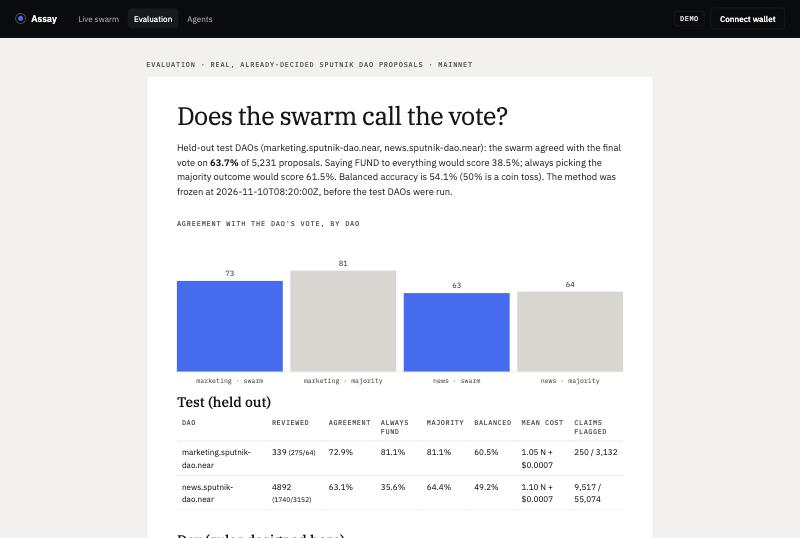 Assay Live swarm Evaluation Agents DEMO Connect wallet
EVALUATION · REAL, ALREADY-DECIDED SPUTNIK DAO PROPOSALS · MAINNET
Does the swarm call the vote?
Held-out test DAOs (marketing.sputnik-dao.near, news.sputnik-dao.near): the swarm agreed with the final
vote on 63.7% of 5,231 proposals. Saying FUND to everything would score 38.5%; always picking the
majority outcome would score 61.5%. Balanced accuracy is 54.1% (50% is a coin toss). The method was
frozen at 2026-11-10T08:20:00Z, before the test DAOs were run.
AGREEMENT WITH THE DAO'S VOTE, BY DAO
73 81 63 64
marketing · swarm marketing · majority news · swarm news · majority
Test (held out)
DAO REVIEWED AGREEMENT ALWAYS FUND MAJORITY BALANCED MEAN COST CLAIMS FLAGGED
marketing.sputnik-dao.near 339 (275/64) 72.9% 81.1% 81.1% 60.5% 1.05 N + $0.0007 250 / 3,132
news.sputnik-dao.near 4892 (1740/3152) 63.1% 35.6% 64.4% 49.2% 1.10 N + $0.0007 9,517 / 55,074